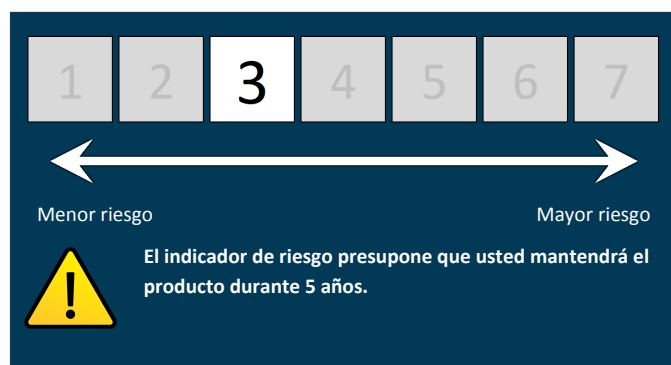 1 2 3 4 5 6 7
Menor riesgo Mayor riesgo
El indicador de riesgo presupone que usted mantendrá el
producto durante 5 años.